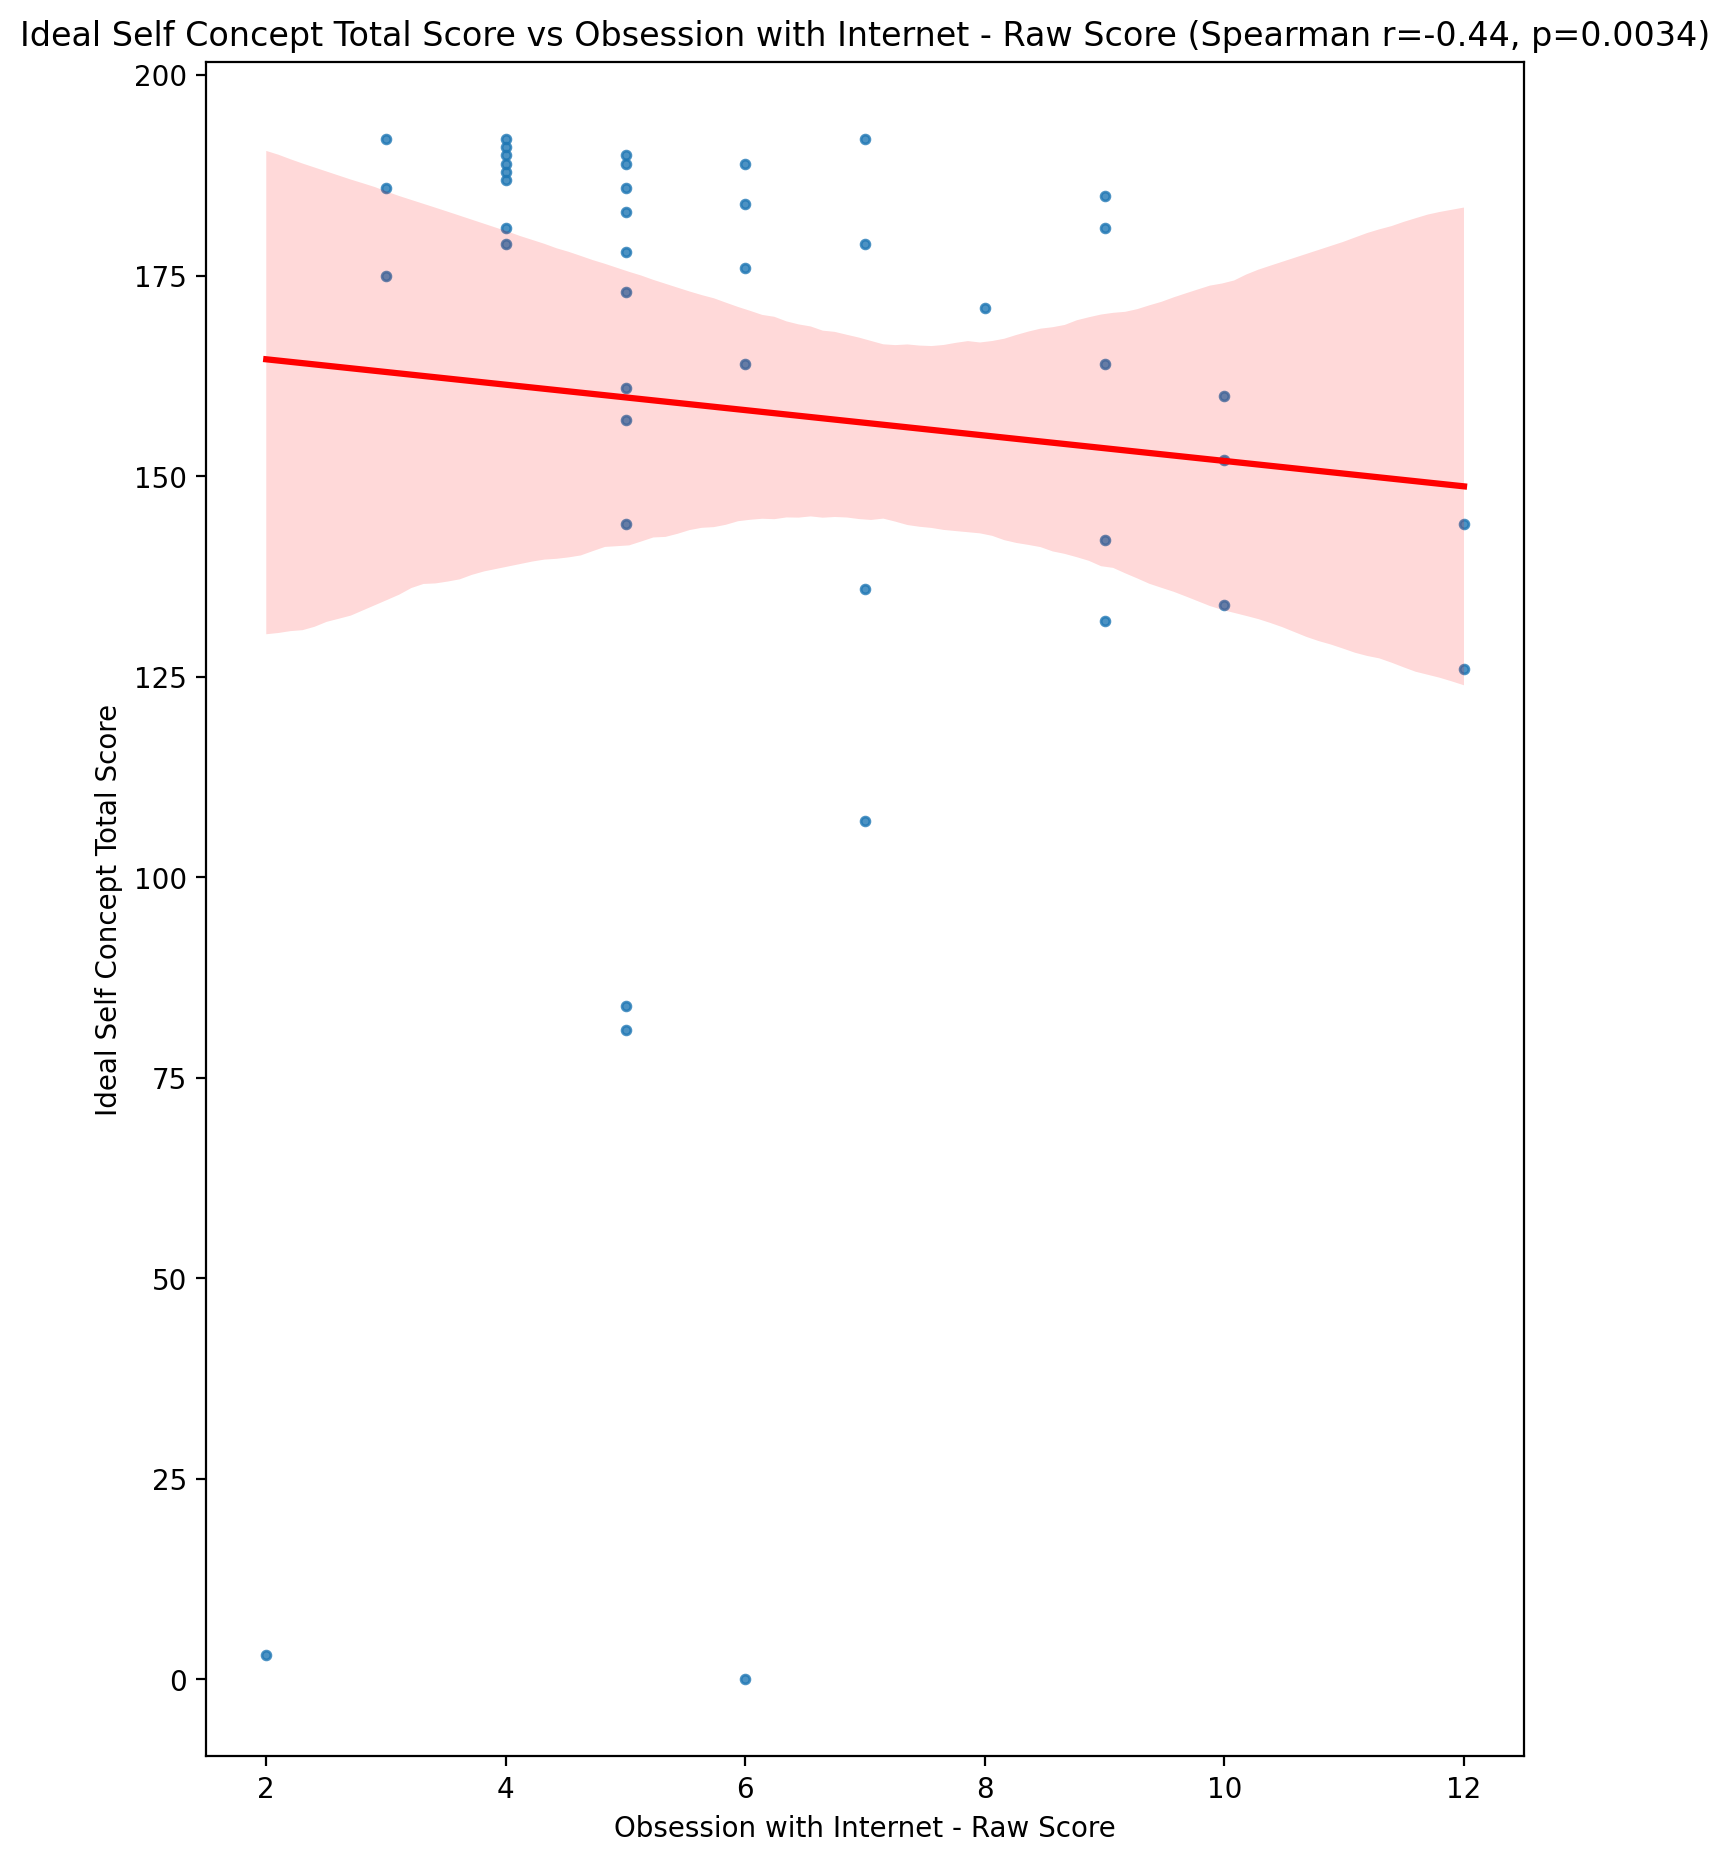 Ideal Self Concept Total Score vs Obsession with Internet - Raw Score (Spearman r=-0.44, p=0.0034)
200
175
150
125
100
75
50
25
0
Ideal Self Concept Total Score
2 4 6 8 10 12
Obsession with Internet - Raw Score